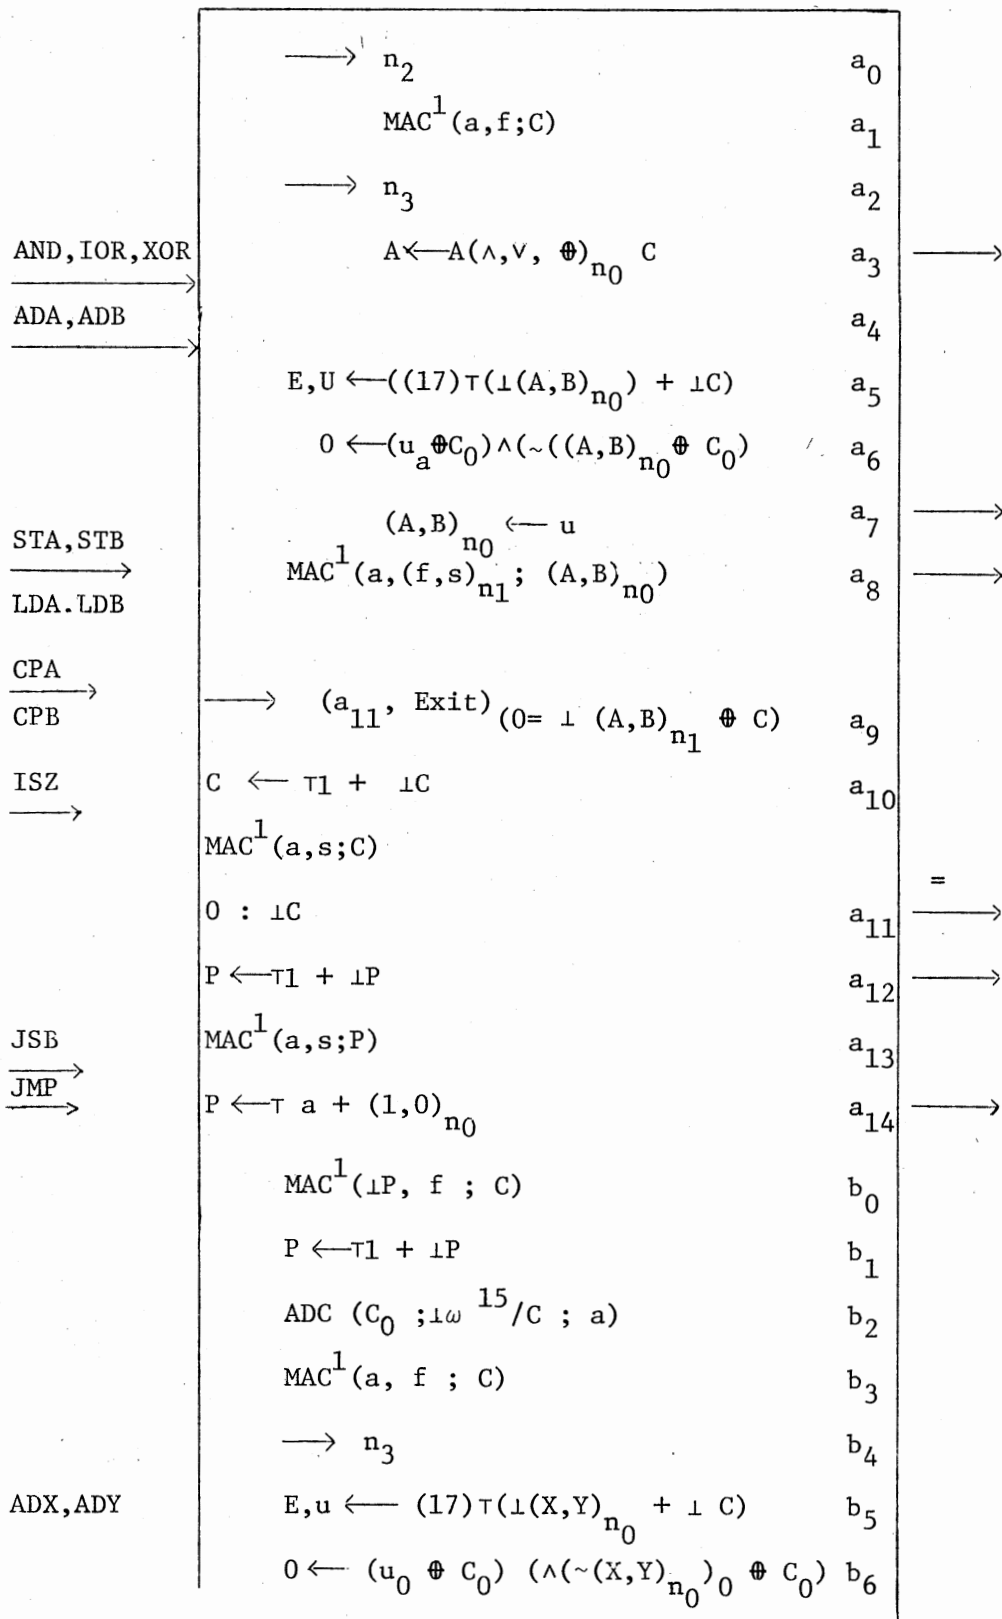 ⟶ n₂ a₀
MAC¹(a,f;C) a₁
⟶ n₃ a₂
AND,IOR,XOR A⟵A(∧,∨, ⊕)n₀ C a₃ ⟶
⟶
ADA,ADB a₄
⟶
E,U ⟵((17)⊤(⊥(A,B)n₀) + ⊥C) a₅
0 ⟵(uₐ⊕C₀)∧(~((A,B)n₀⊕ C₀) a₆
(A,B)n₀ ⟵ u a₇ ⟶
STA,STB
⟶ MAC¹(a,(f,s)n₁; (A,B)n₀) a₈ ⟶
LDA.LDB
CPA
⟶ ⟶ (a₁₁, Exit)(0= ⊥ (A,B)n₁ ⊕ C) a₉
CPB
ISZ C ⟵ ⊤1 + ⊥C a₁₀
⟶
MAC¹(a,s;C)
=
0 : ⊥C a₁₁ ⟶
P ⟵⊤1 + ⊥P a₁₂ ⟶
JSB MAC¹(a,s;P) a₁₃
⟶
JMP P ⟵⊤ a + (1,0)n₀ a₁₄ ⟶
⟶
MAC¹(⊥P, f ; C) b₀
P ⟵⊤1 + ⊥P b₁
ADC (C₀ ;⊥ω ¹⁵/C ; a) b₂
MAC¹(a, f ; C) b₃
⟶ n₃ b₄
ADX,ADY E,u ⟵ (17)⊤(⊥(X,Y)n₀ + ⊥ C) b₅
0⟵ (u₀ ⊕ C₀) (∧(~(X,Y)n₀)₀ ⊕ C₀) b₆